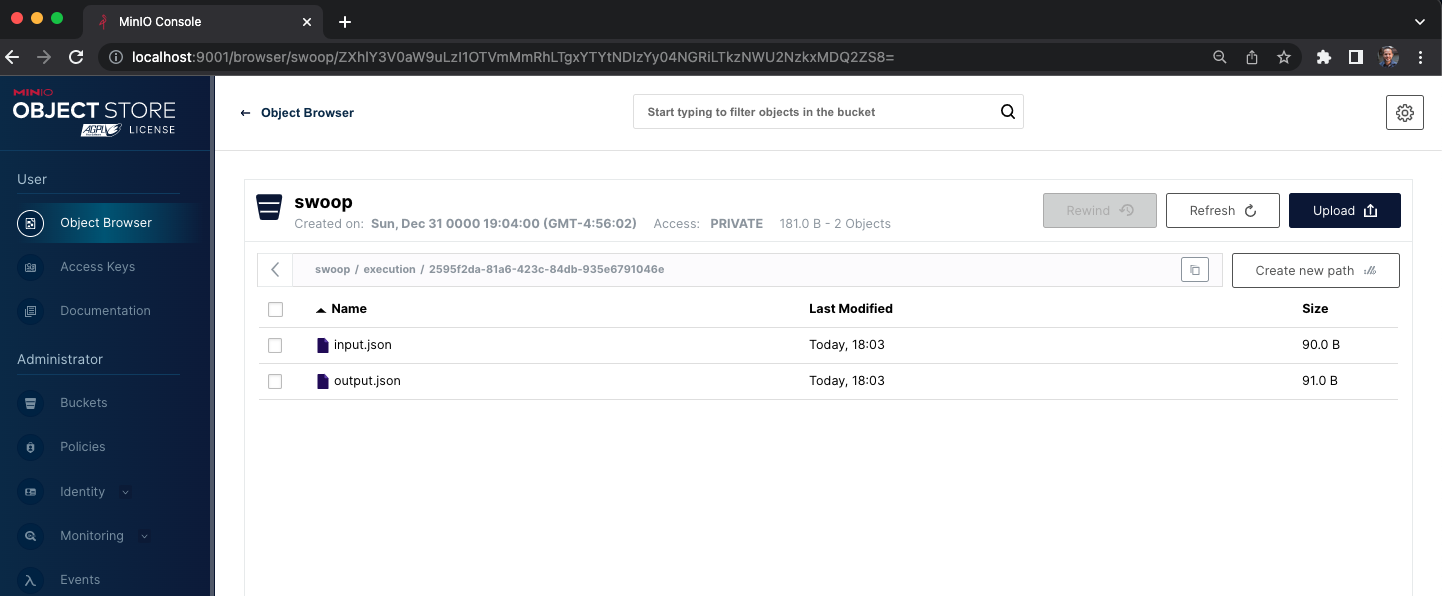 MinIO Console
localhost:9001/browser/swoop/ZXhlY3V0aW9uLzI1OTVmMmRhLTgxYTYtNDIzYy04NGRiLTkzNWU2NzkxMDQ2ZS8=
MINIO
OBJECT STORE
AGPLV3 LICENSE
← Object Browser
Start typing to filter objects in the bucket
User
Object Browser
Access Keys
Documentation
Administrator
Buckets
Policies
Identity
Monitoring
Events
swoop
Created on: Sun, Dec 31 0000 19:04:00 (GMT-4:56:02) Access: PRIVATE 181.0 B - 2 Objects
Rewind Refresh Upload
swoop / execution / 2595f2da-81a6-423c-84db-935e6791046e
Create new path
Name Last Modified Size
input.json Today, 18:03 90.0 B
output.json Today, 18:03 91.0 B